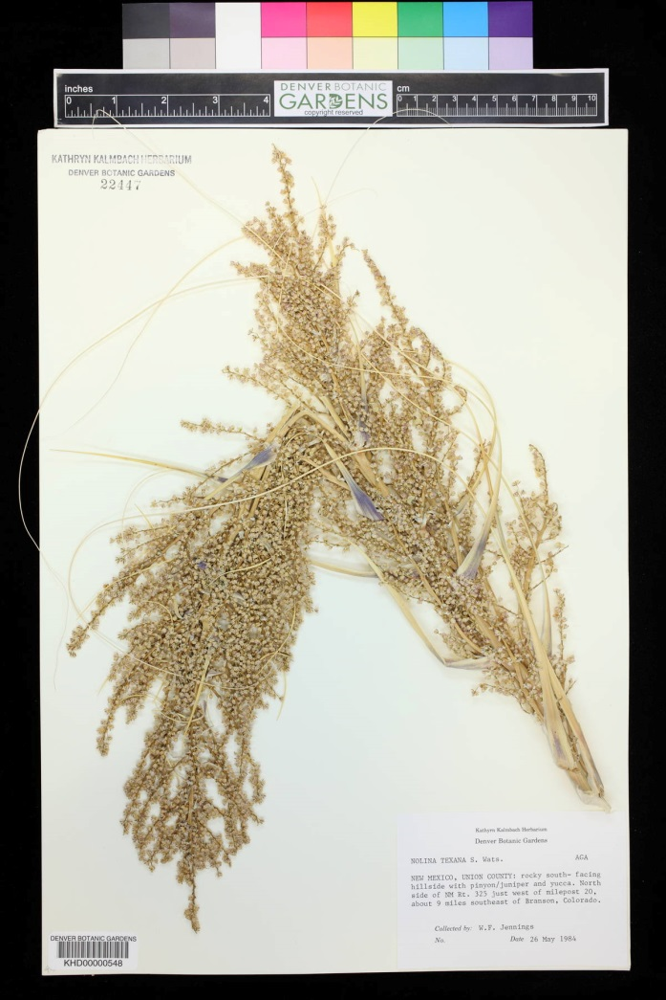 inches
0 1 2 3 4
DENVER BOTANIC
GARDENS
copyright reserved
cm
0 1 2 3 4 5 6 7 8 9 10
KATHRYN KALMBACH HERBARIUM
DENVER BOTANIC GARDENS
22447
Kathryn Kalmbach Herbarium
Denver Botanic Gardens
NOLINA TEXANA S. Wats. AGA
NEW MEXICO, UNION COUNTY: rocky south- facing
hillside with pinyon/juniper and yucca. North
side of NM Rt. 325 just west of milepost 20,
about 9 miles southeast of Branson, Colorado.
Collected by: W.F. Jennings
No. Date 26 May 1984
DENVER BOTANIC GARDENS
KHD00000548